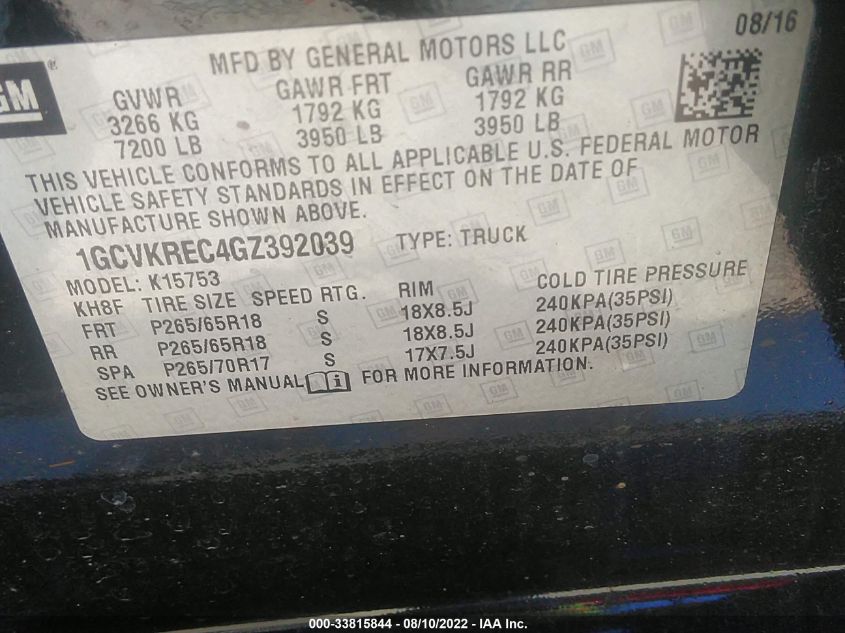 08/16
MFD BY GENERAL MOTORS LLC
GM
®
GVWR GAWR FRT GAWR RR
3266 KG 1792 KG 1792 KG
7200 LB 3950 LB 3950 LB
THIS VEHICLE CONFORMS TO ALL APPLICABLE U.S. FEDERAL MOTOR
VEHICLE SAFETY STANDARDS IN EFFECT ON THE DATE OF
MANUFACTURE SHOWN ABOVE.
1GCVKREC4GZ392039 TYPE: TRUCK
MODEL: K15753
KH8F TIRE SIZE SPEED RTG. RIM COLD TIRE PRESSURE
FRT P265/65R18 S 18X8.5J 240KPA(35PSI)
RR P265/65R18 S 18X8.5J 240KPA(35PSI)
SPA P265/70R17 S 17X7.5J 240KPA(35PSI)
SEE OWNER'S MANUAL i FOR MORE INFORMATION.
000-33815844 - 08/10/2022 - IAA Inc.